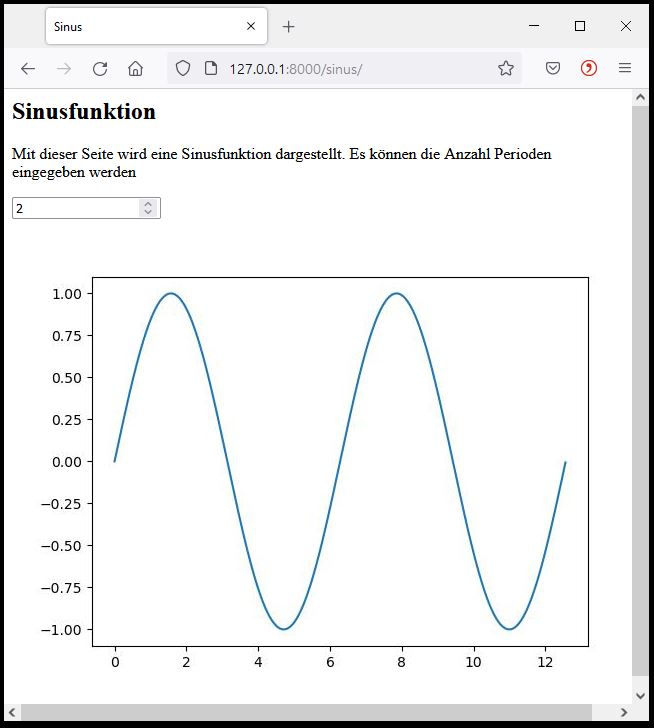 Sinus
127.0.0.1:8000/sinus/
Sinusfunktion
Mit dieser Seite wird eine Sinusfunktion dargestellt. Es können die Anzahl Perioden
eingegeben werden
2
1.00
0.75
0.50
0.25
0.00
−0.25
−0.50
−0.75
−1.00
0 2 4 6 8 10 12